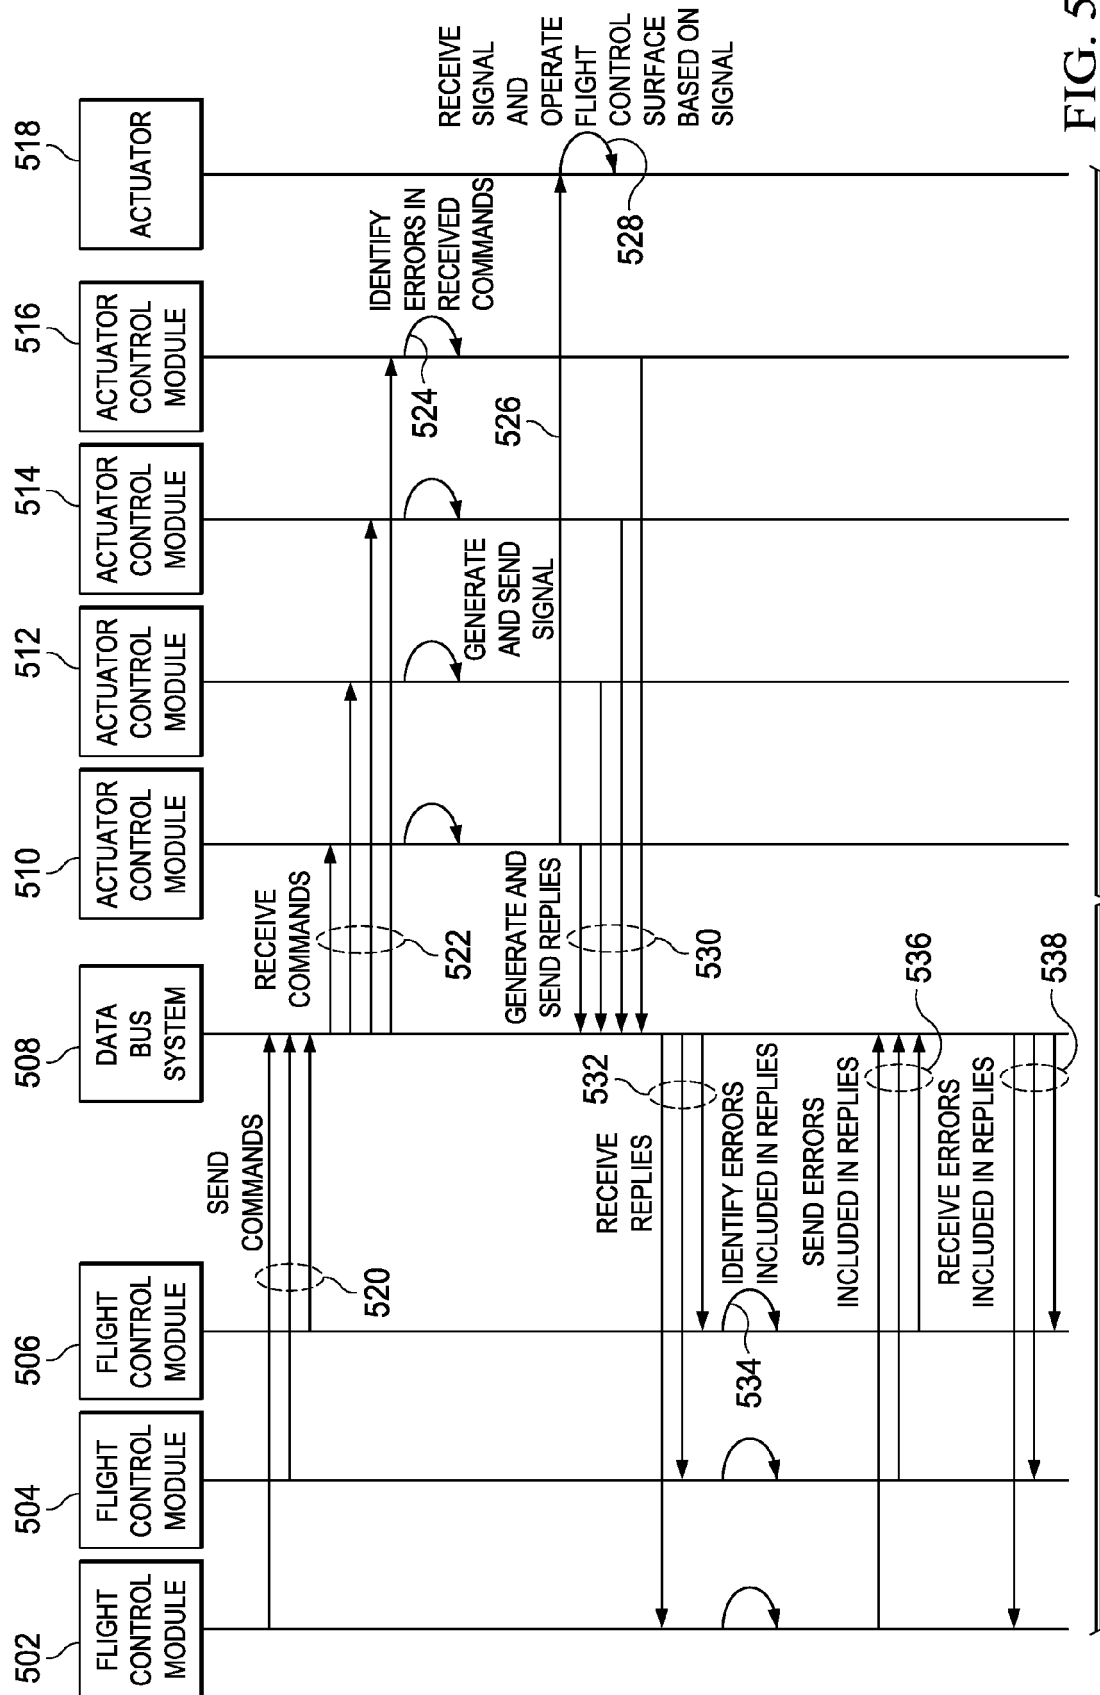 502
FLIGHT
CONTROL
MODULE
504
FLIGHT
CONTROL
MODULE
506
FLIGHT
CONTROL
MODULE
508
DATA
BUS
SYSTEM
510
ACTUATOR
CONTROL
MODULE
512
ACTUATOR
CONTROL
MODULE
514
ACTUATOR
CONTROL
MODULE
516
ACTUATOR
CONTROL
MODULE
518
ACTUATOR
SEND
COMMANDS
520
RECEIVE
COMMANDS
522
IDENTIFY
ERRORS IN
RECEIVED
COMMANDS
524
GENERATE
AND SEND
SIGNAL
526
RECEIVE
SIGNAL
AND
OPERATE
FLIGHT
CONTROL
SURFACE
BASED ON
SIGNAL
528
GENERATE AND
SEND REPLIES
530
532
RECEIVE
REPLIES
IDENTIFY ERRORS
INCLUDED IN REPLIES
534
SEND ERRORS
INCLUDED IN REPLIES
536
RECEIVE ERRORS
INCLUDED IN REPLIES
538
FIG. 5